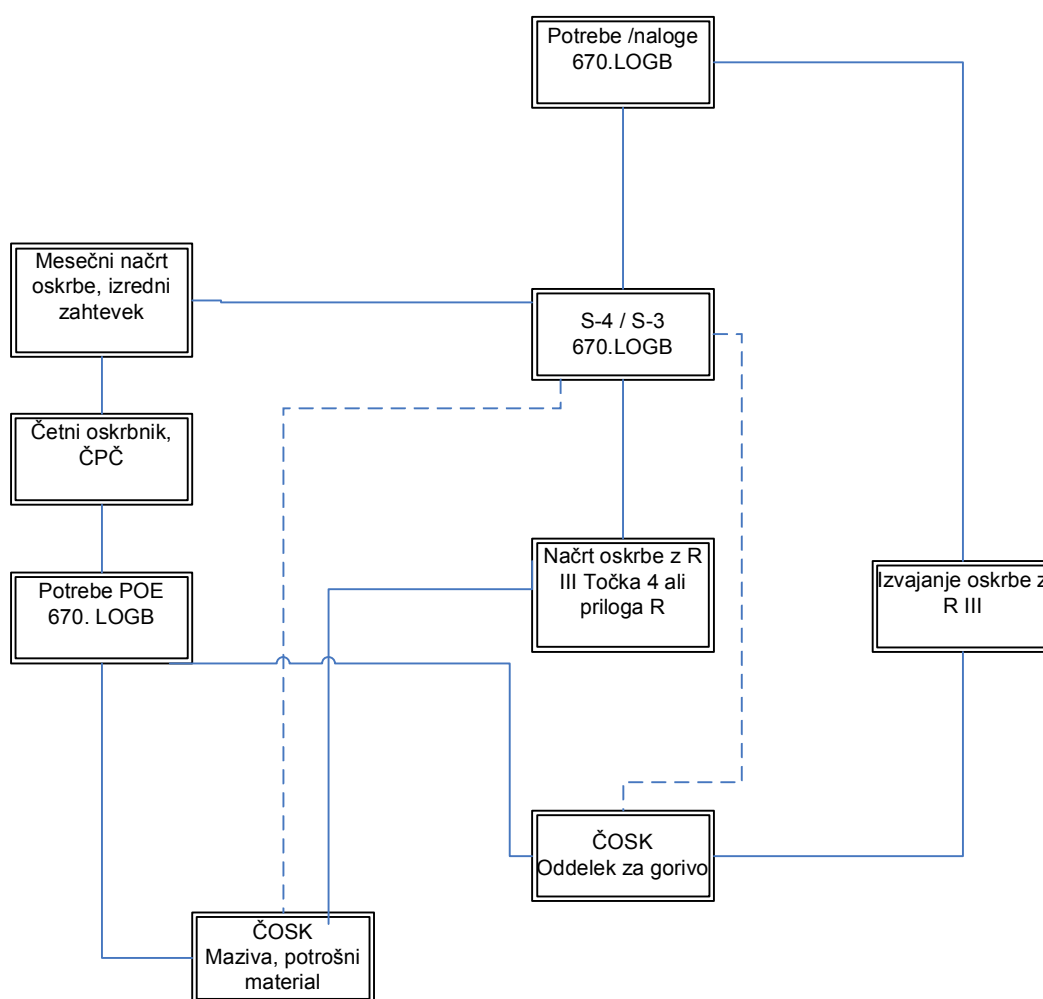 Potrebe /naloge
670.LOGB
Mesečni načrt
oskrbe, izredni
zahtevek
S-4 / S-3
670.LOGB
Četni oskrbnik,
ČPČ
Načrt oskrbe z R
III Točka 4 ali
priloga R
Izvajanje oskrbe z
R III
Potrebe POE
670. LOGB
ČOSK
Oddelek za gorivo
ČOSK
Maziva, potrošni
material